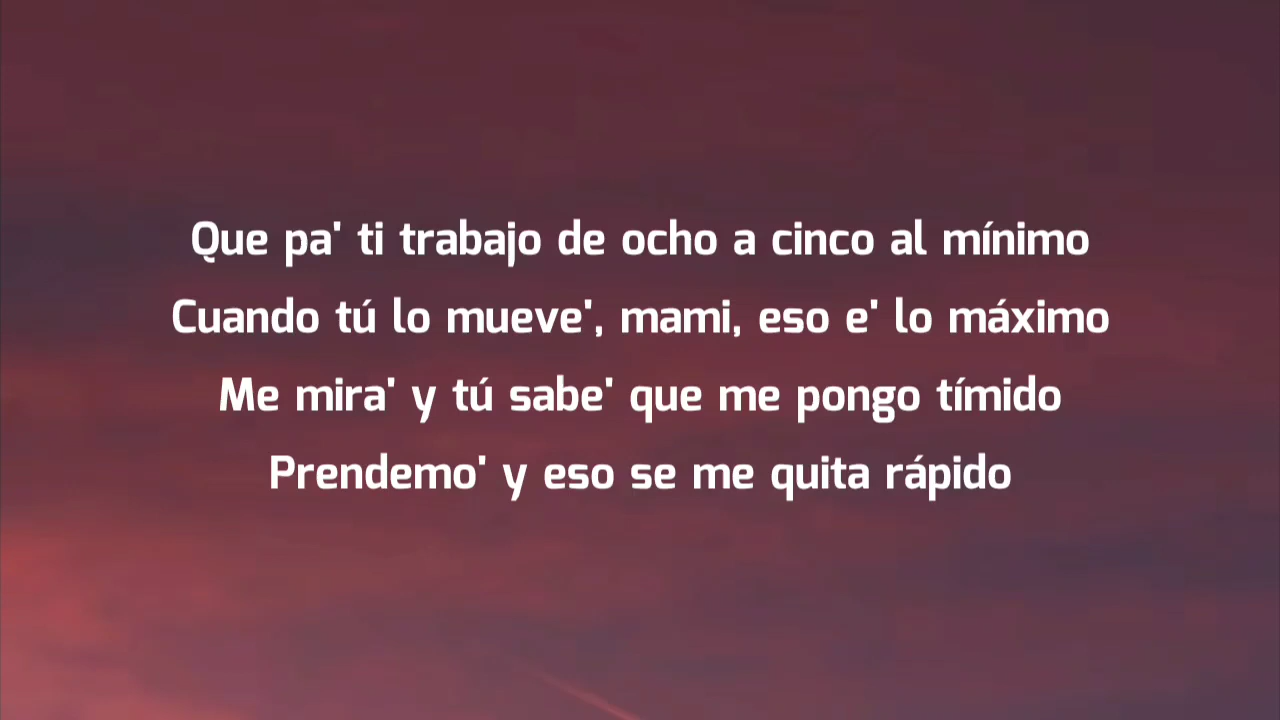 Que pa' ti trabajo de ocho a cinco al mínimo
Cuando tú lo mueve', mami, eso e' lo máximo
Me mira' y tú sabe' que me pongo tímido
Prendemo' y eso se me quita rápido